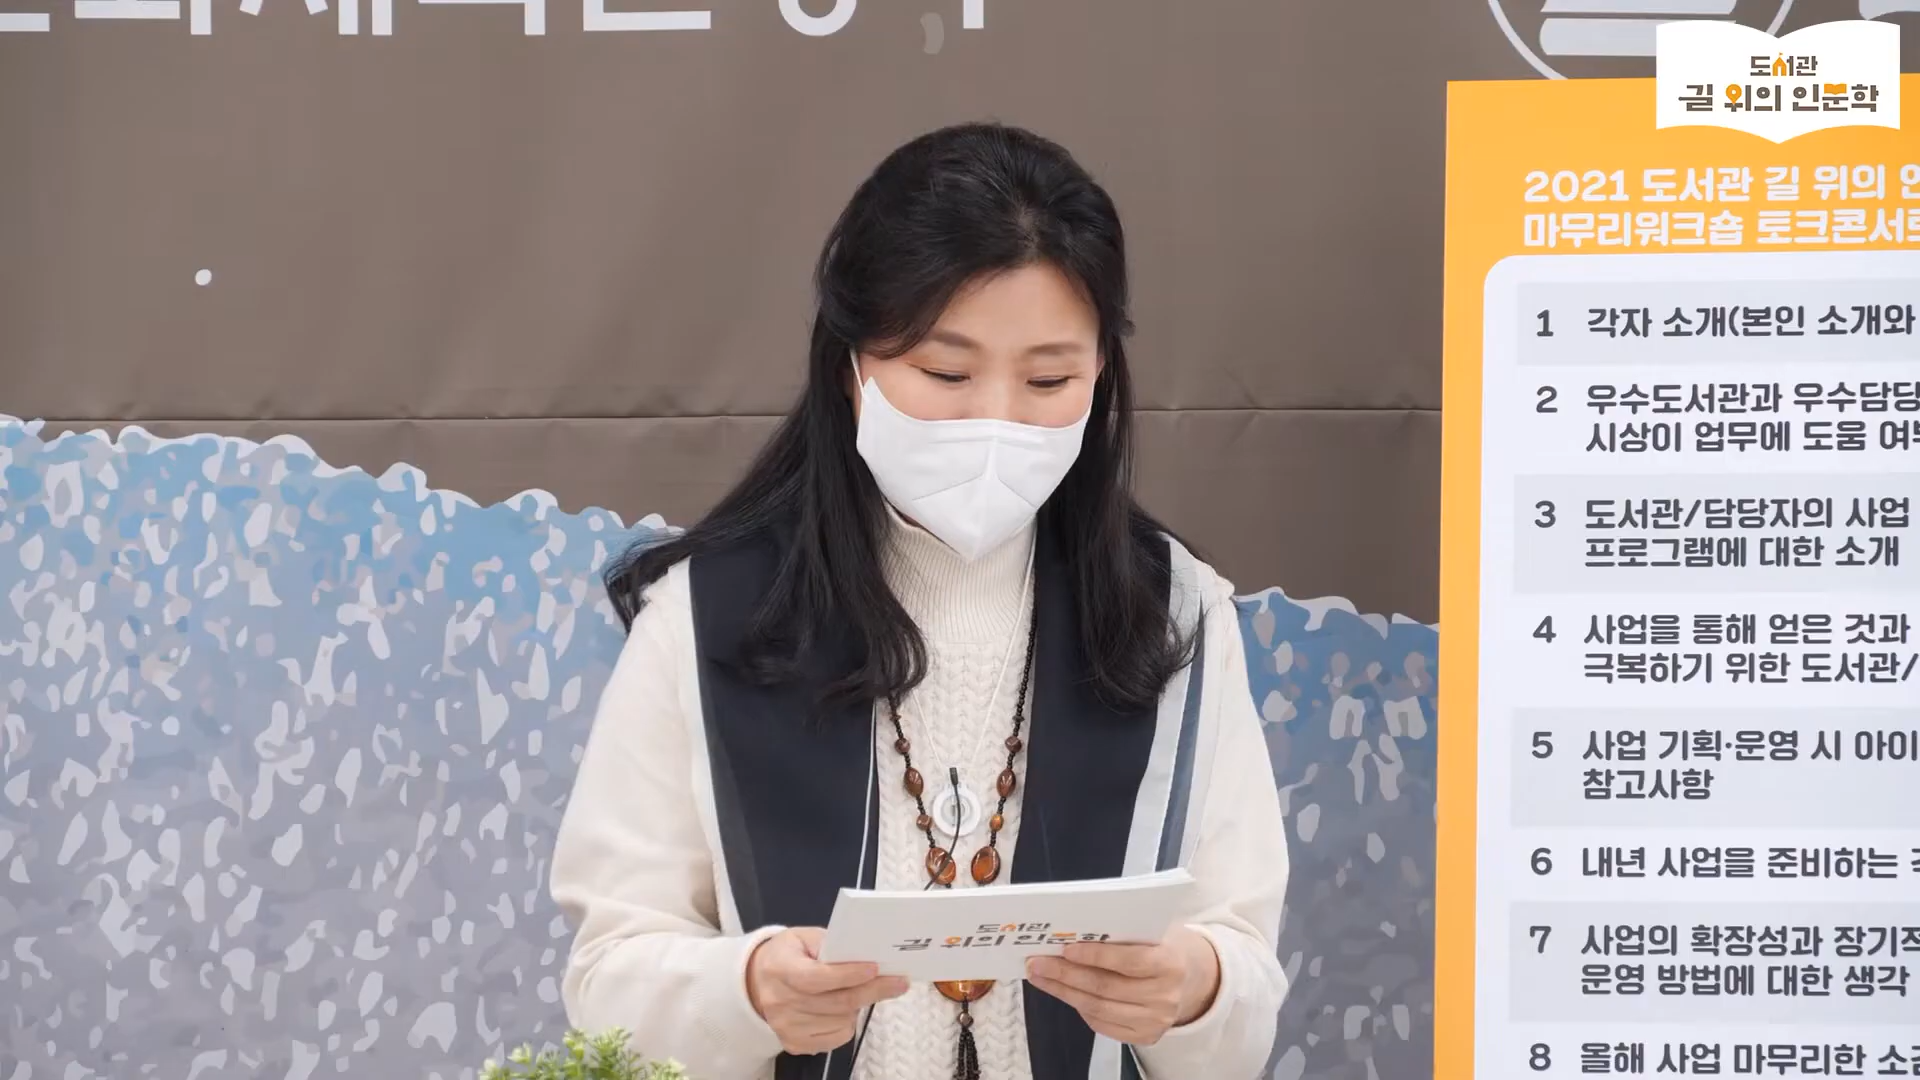 도서관
길 위의 인문학
2021 도서관 길 위의
마무리워크숍 토크콘서트
1 각자 소개(본인 소개와
2 우수도서관과 우수담당
시상이 업무에 도움 여부
3 도서관/담당자의 사업
프로그램에 대한 소개
4 사업을 통해 얻은 것과
극복하기 위한 도서관/
5 사업 기획·운영 시 아이
참고사항
6 내년 사업을 준비하는
7 사업의 확장성과 장기적
운영 방법에 대한 생각
8 올해 사업 마무리한 소감
도서관
길 위의 인문학